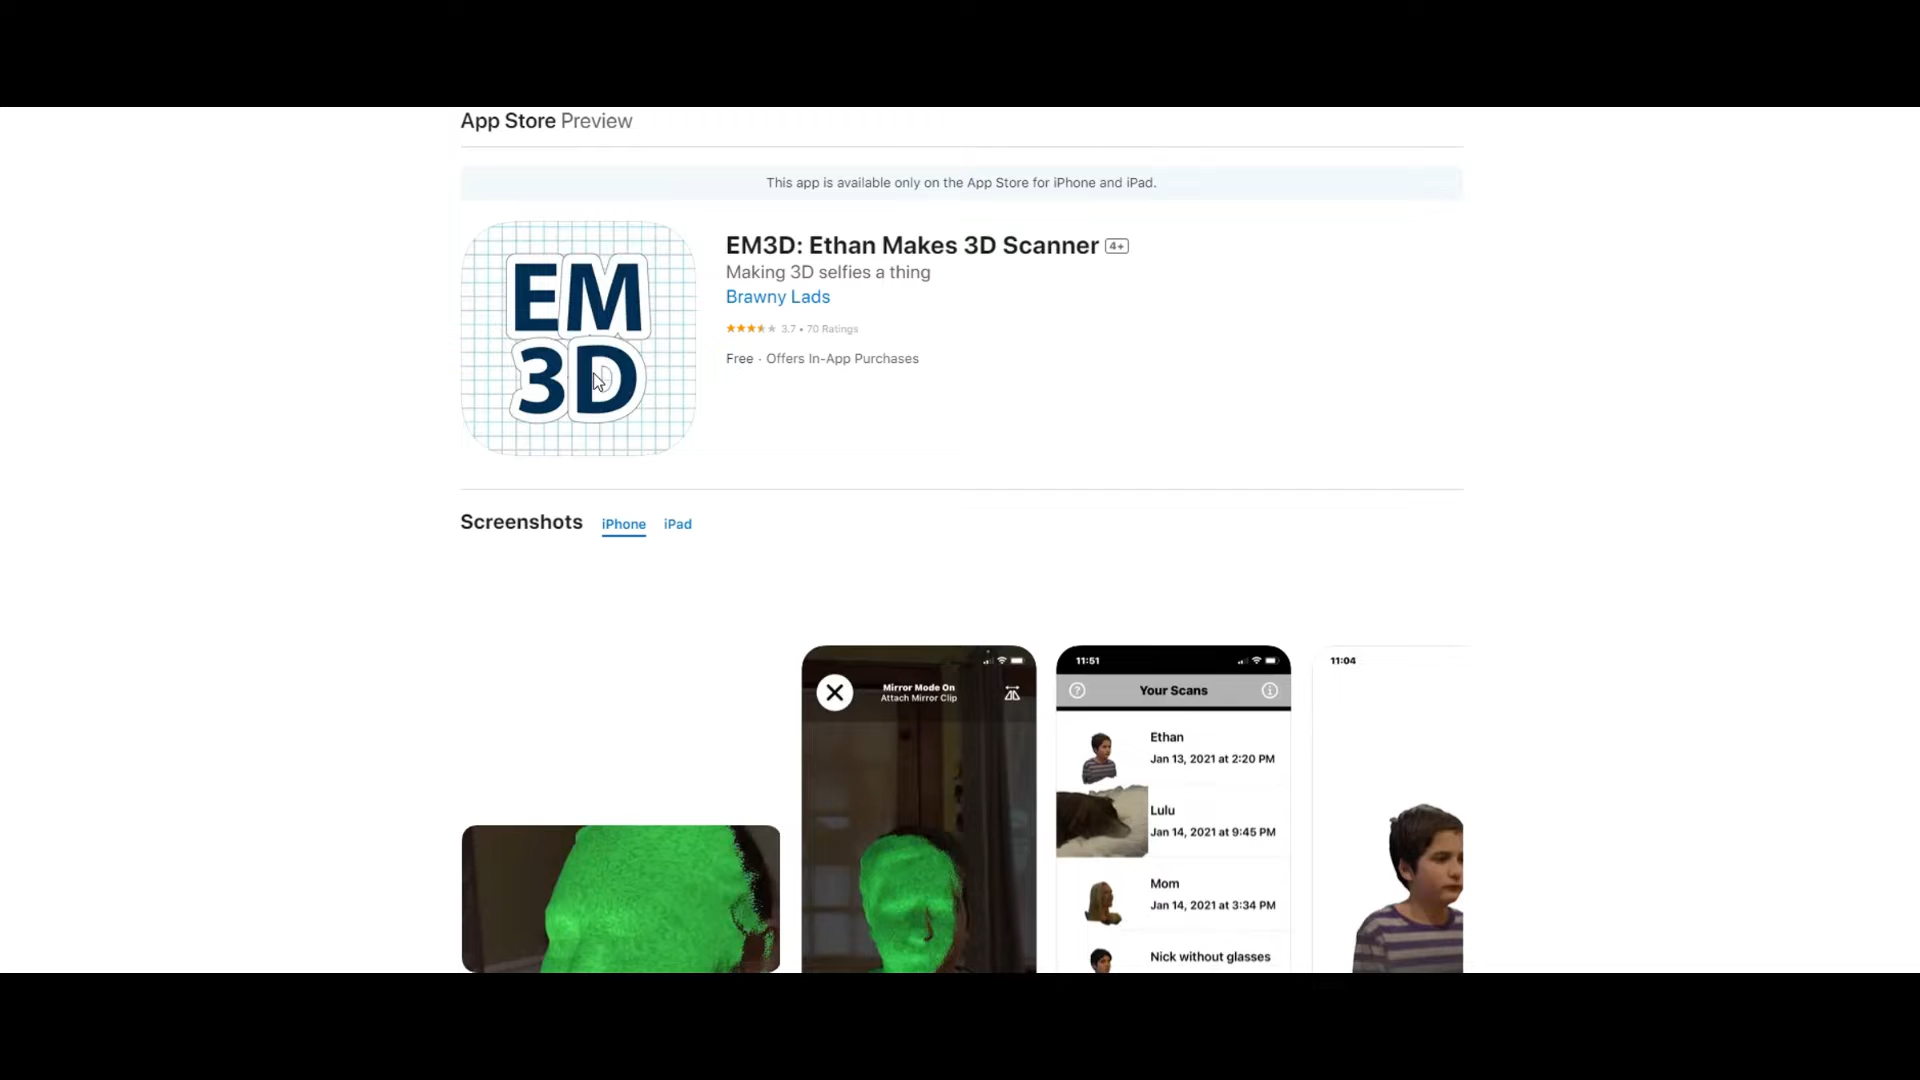 App Store Preview
This app is available only on the App Store for iPhone and iPad.
EM
3D
EM3D: Ethan Makes 3D Scanner 4+
Making 3D selfies a thing
Brawny Lads
3.7 • 70 Ratings
Free · Offers In-App Purchases
Screenshots iPhone iPad
Mirror Mode On
Attach Mirror Clip
11:51
Your Scans
Ethan
Jan 13, 2021 at 2:20 PM
Lulu
Jan 14, 2021 at 9:45 PM
Mom
Jan 14, 2021 at 3:34 PM
Nick without glasses
11:04